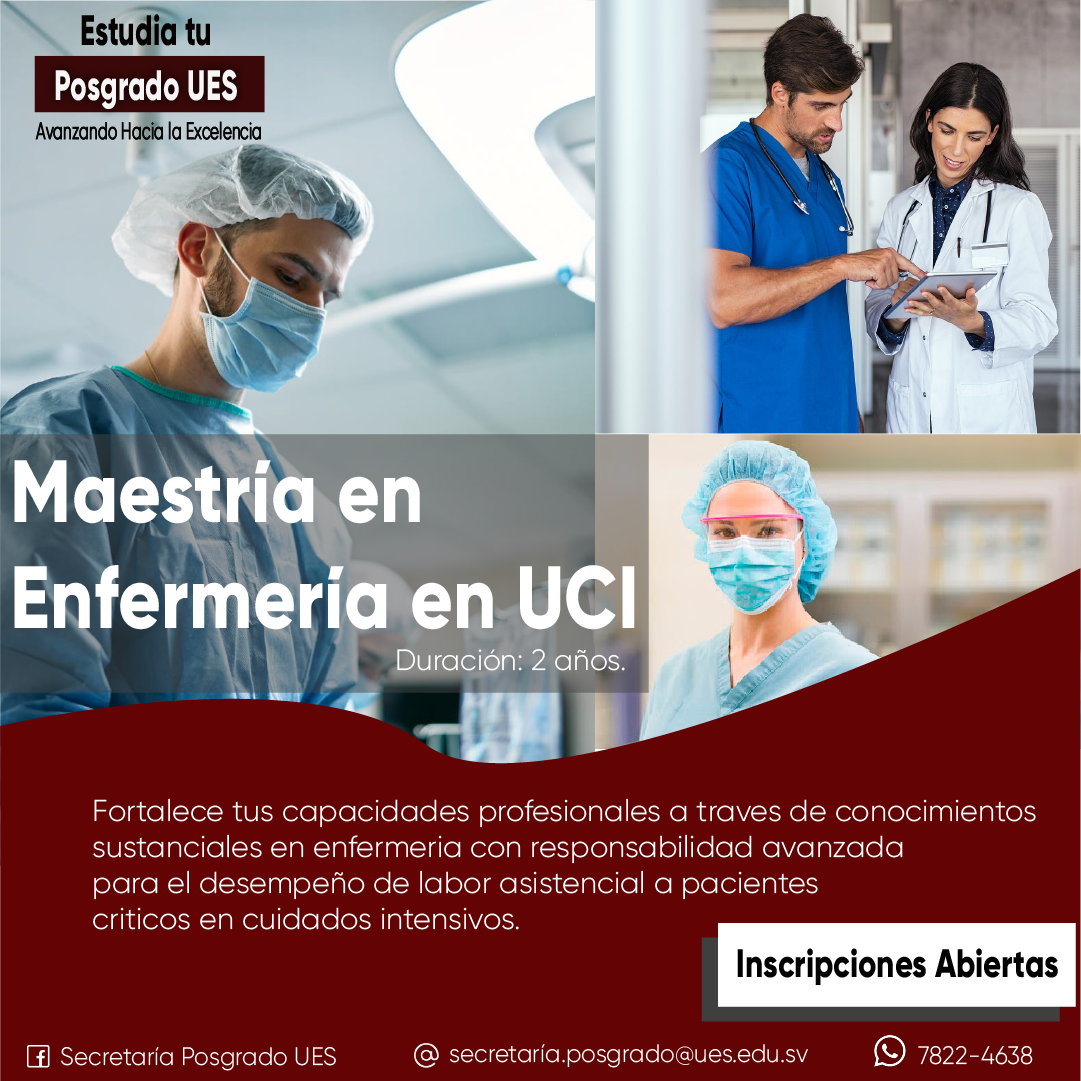 Estudia tu
Posgrado UES
Avanzando Hacia la Excelencia
Maestría en
Enfermería en UCI
Duración: 2 años.
Fortalece tus capacidades profesionales a traves de conocimientos
sustanciales en enfermeria con responsabilidad avanzada
para el desempeño de labor asistencial a pacientes
criticos en cuidados intensivos.
Inscripciones Abiertas
Secretaría Posgrado UES
@ secretaría.posgrado@ues.edu.sv
7822-4638